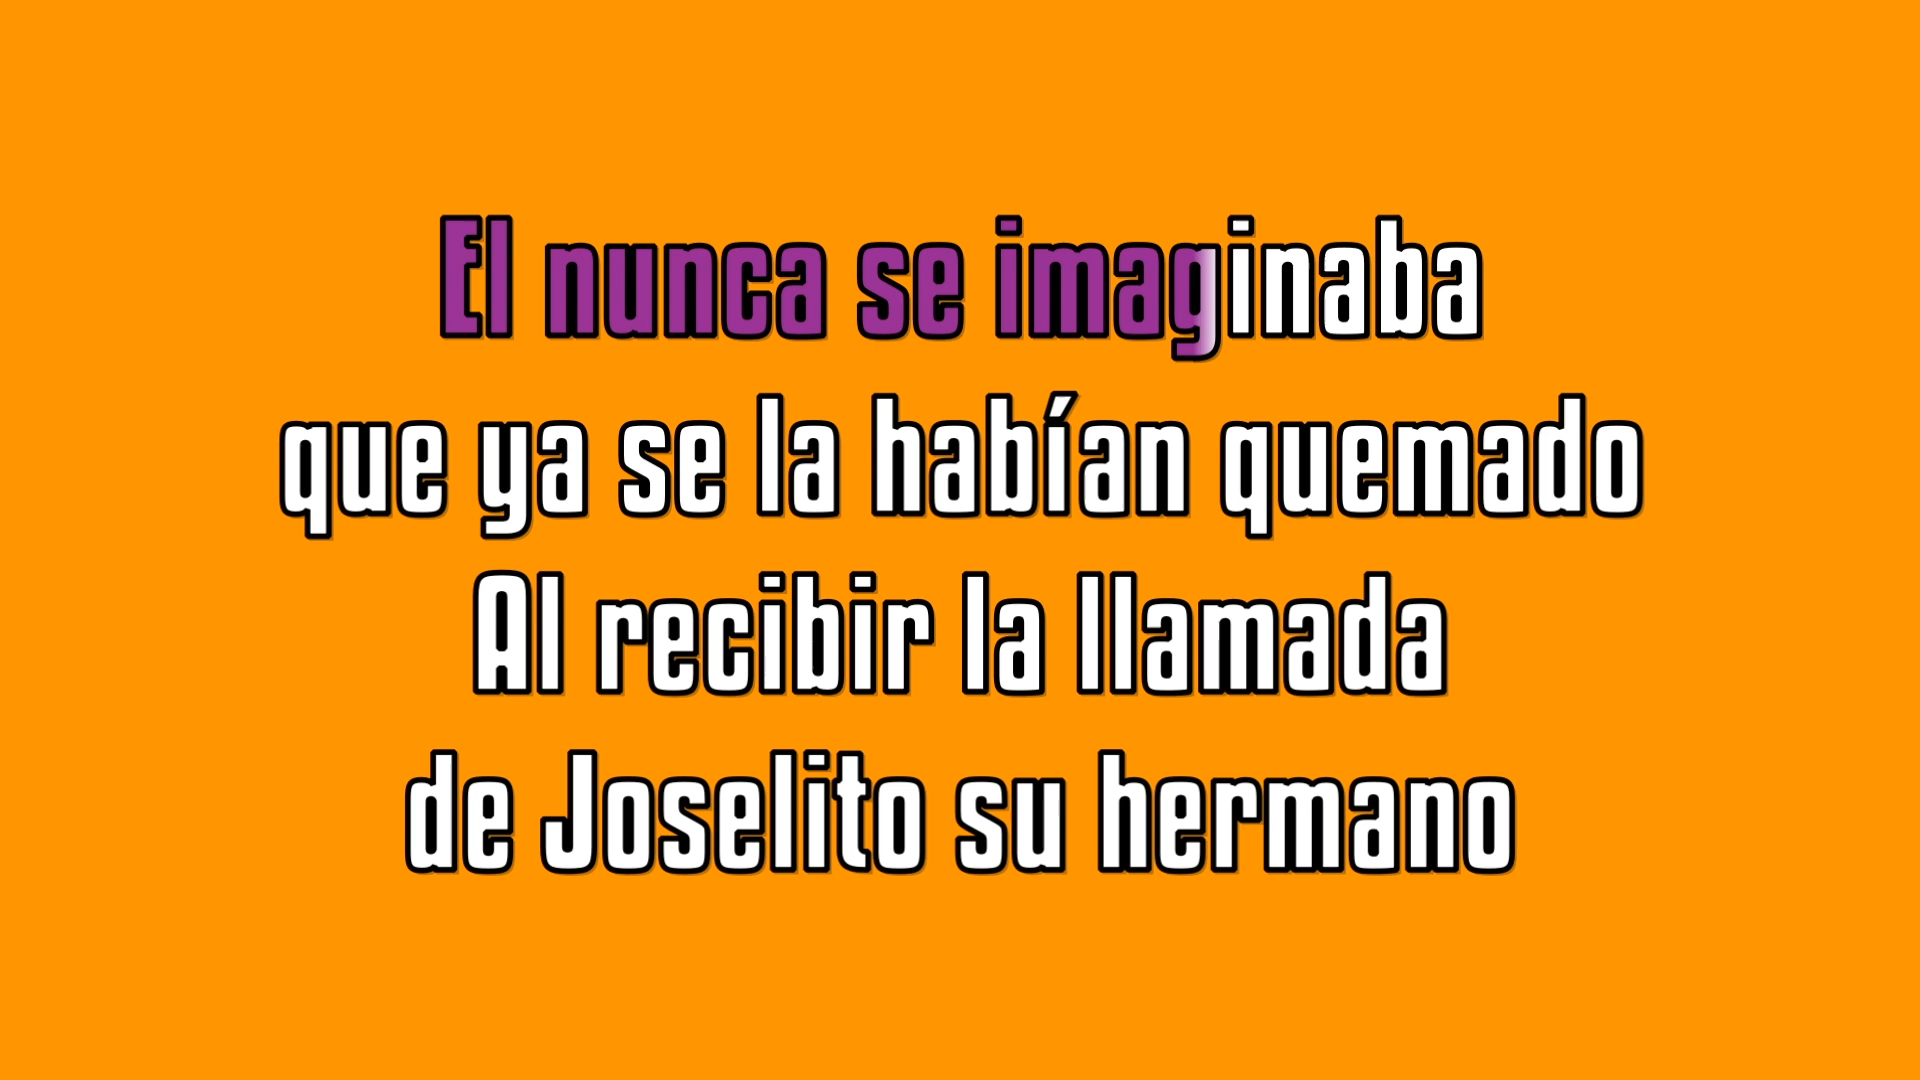 El nunca se imaginaba
que ya se la habían quemado
Al recibir la llamada
de Joselito su hermano